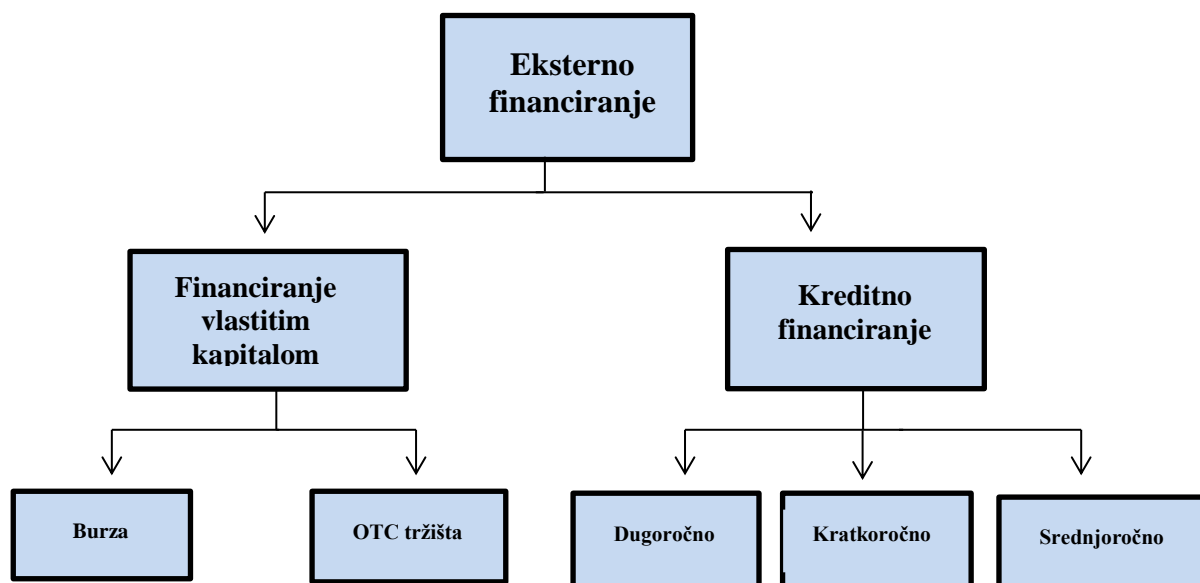 Eksterno
financiranje
Financiranje
vlastitim
kapitalom
Kreditno
financiranje
Burza
OTC tržišta
Dugoročno
Kratkoročno
Srednjoročno